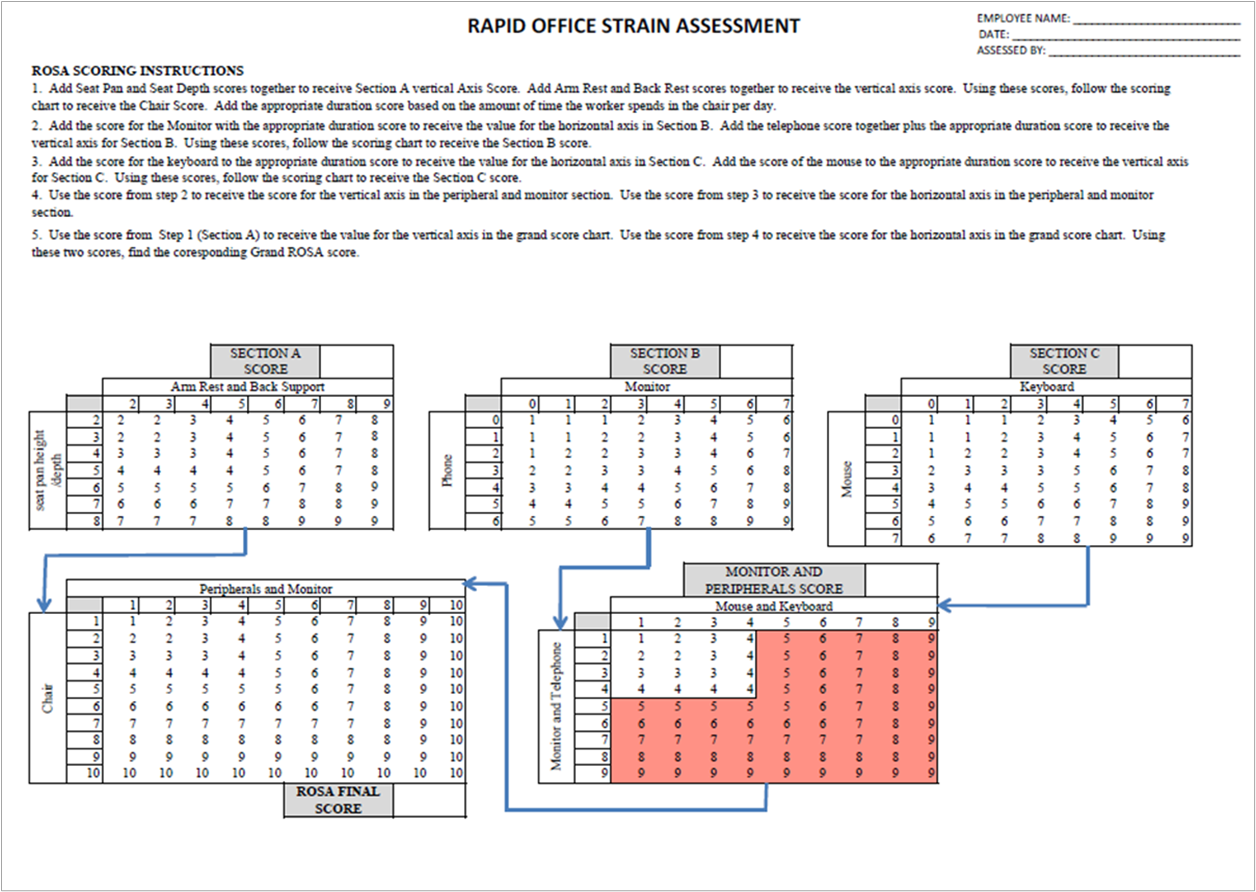 RAPID OFFICE STRAIN ASSESSMENT
EMPLOYEE NAME:
DATE:
ASSESSED BY:
ROSA SCORING INSTRUCTIONS
1. Add Seat Pan and Seat Depth scores together to receive Section A vertical Axis Score. Add Arm Rest and Back Rest scores together to receive the vertical axis score. Using these scores, follow the scoring
chart to receive the Chair Score. Add the appropriate duration score based on the amount of time the worker spends in the chair per day.
2. Add the score for the Monitor with the appropriate duration score to receive the value for the horizontal axis in Section B. Add the telephone score together plus the appropriate duration score to receive the
vertical axis for Section B. Using these scores, follow the scoring chart to receive the Section B score.
3. Add the score for the keyboard to the appropriate duration score to receive the value for the horizontal axis in Section C. Add the score of the mouse to the appropriate duration score to receive the vertical axis
for Section C. Using these scores, follow the scoring chart to receive the Section C score.
4. Use the score from step 2 to receive the score for the vertical axis in the peripheral and monitor section. Use the score from step 3 to receive the score for the horizontal axis in the peripheral and monitor
section.
5. Use the score from Step 1 (Section A) to receive the value for the vertical axis in the grand score chart. Use the score from step 4 to receive the score for the horizontal axis in the grand score chart. Using
these two scores, find the coresponding Grand ROSA score.
SECTION A
SCORE
Arm Rest and Back Support
2 3 4 5 6 7 8 9
seat pan height
/depth
2 2 2 3 4 5 6 7 8
3 2 2 3 4 5 6 7 8
4 3 3 3 4 5 6 7 8
5 4 4 4 4 5 6 7 8
6 5 5 5 5 6 7 8 9
7 6 6 6 7 7 8 8 9
8 7 7 7 8 8 9 9 9
SECTION B
SCORE
Monitor
0 1 2 3 4 5 6 7
Phone
0 1 1 1 2 3 4 5 6
1 1 1 2 2 3 4 5 6
2 1 2 2 3 3 4 6 7
3 2 2 3 3 4 5 6 8
4 3 3 4 4 5 6 7 8
5 4 4 5 5 6 7 8 9
6 5 5 6 7 8 8 9 9
SECTION C
SCORE
Keyboard
0 1 2 3 4 5 6 7
Mouse
0 1 1 1 2 3 4 5 6
1 1 1 2 3 4 5 6 7
2 1 2 2 3 4 5 6 7
3 2 3 3 3 5 6 7 8
4 3 4 4 5 5 6 7 8
5 4 5 5 6 6 7 8 9
6 5 6 6 7 7 8 8 9
7 6 7 7 8 8 9 9 9
Peripherals and Monitor
1 2 3 4 5 6 7 8 9 10
Chair
1 1 2 3 4 5 6 7 8 9 10
2 2 2 3 4 5 6 7 8 9 10
3 3 3 3 4 5 6 7 8 9 10
4 4 4 4 4 5 6 7 8 9 10
5 5 5 5 5 5 6 7 8 9 10
6 6 6 6 6 6 6 7 8 9 10
7 7 7 7 7 7 7 7 8 9 10
8 8 8 8 8 8 8 8 8 9 10
9 9 9 9 9 9 9 9 9 9 10
10 10 10 10 10 10 10 10 10 10 10
ROSA FINAL
SCORE
MONITOR AND
PERIPHERALS SCORE
Mouse and Keyboard
1 2 3 4 5 6 7 8 9
Monitor and Telephone
1 1 2 3 4 5 6 7 8 9
2 2 2 3 4 5 6 7 8 9
3 3 3 3 4 5 6 7 8 9
4 4 4 4 4 5 6 7 8 9
5 5 5 5 5 5 6 7 8 9
6 6 6 6 6 6 6 7 8 9
7 7 7 7 7 7 7 7 8 9
8 8 8 8 8 8 8 8 8 9
9 9 9 9 9 9 9 9 9 9